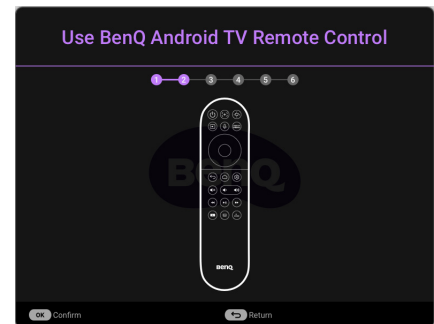 Use BenQ Android TV Remote Control
1 2 3 4 5 6
BenQ
BenQ
OK Confirm
Return